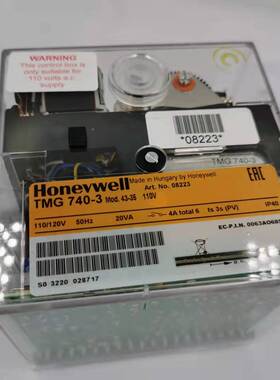 WARNING
This control box is
only suitable for
110 volts a.c.
supply.
*08223*
TMG 740-3
Honeywell
Made in Hungary by Honeywell
Art. No. 08223
TMG 740-3 Mod. 43-35 110V
EAC
110/120V 50Hz 20VA 4A total 6 ts 3s (PV) IP40
EC-P.I.N. 0063AO685
S0 3220 028717